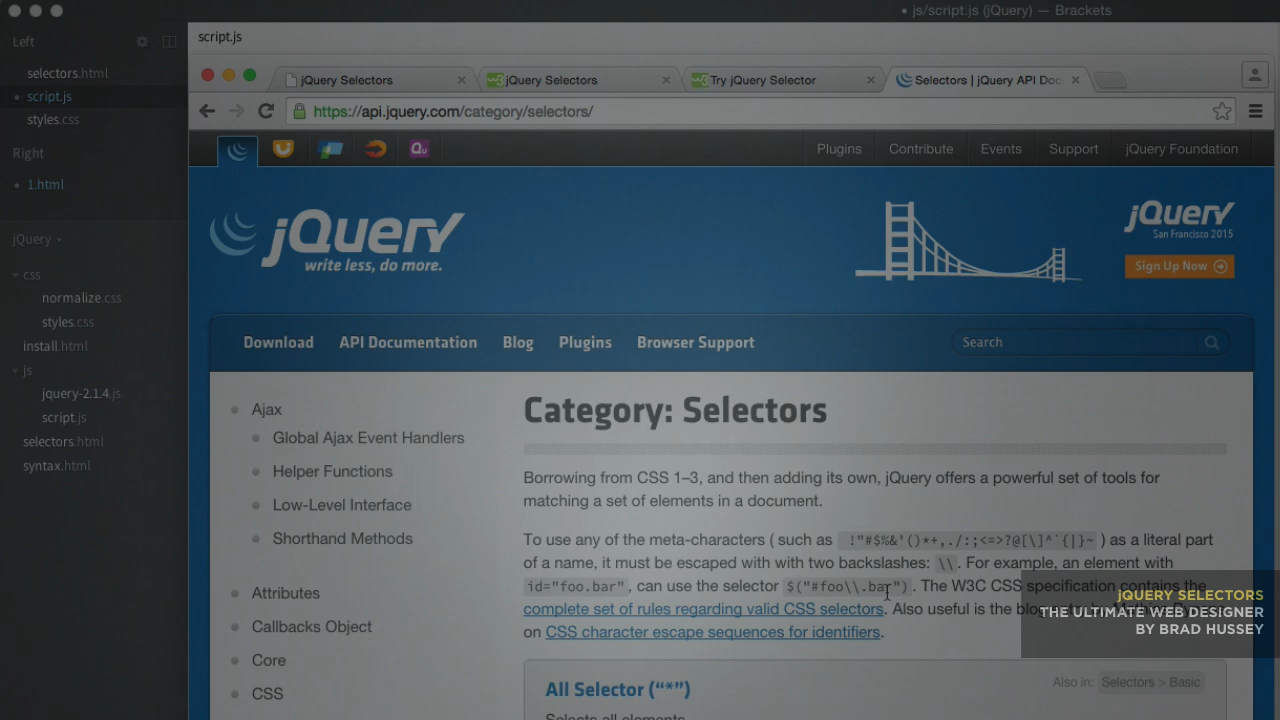 js/script.js (jQuery) — Brackets
Left
selectors.html
script.js
styles.css
Right
1.html
jQuery
css
normalize.css
styles.css
install.html
js
jquery-2.1.4.js
script.js
selectors.html
syntax.html
script.js
jQuery Selectors
jQuery Selectors
Try jQuery Selector
Selectors | jQuery API Doc
https://api.jquery.com/category/selectors/
Plugins
Contribute
Events
Support
jQuery Foundation
jQuery
write less, do more.
jQuery
San Francisco 2015
Sign Up Now
Download
API Documentation
Blog
Plugins
Browser Support
Search
Ajax
Global Ajax Event Handlers
Helper Functions
Low-Level Interface
Shorthand Methods
Attributes
Callbacks Object
Core
CSS
Category: Selectors
Borrowing from CSS 1–3, and then adding its own, jQuery offers a powerful set of tools for
matching a set of elements in a document.
To use any of the meta-characters ( such as !"#$%&'()*+,./:;<=>?@[\]^`{|}~ ) as a literal part
of a name, it must be escaped with with two backslashes: \\ . For example, an element with
id="foo.bar" , can use the selector $("#foo\\.bar") . The W3C CSS specification contains the
complete set of rules regarding valid CSS selectors. Also useful is the blog
on CSS character escape sequences for identifiers.
All Selector (“*”)
Also in: Selectors > Basic
Selects all elements
jQUERY SELECTORS
THE ULTIMATE WEB DESIGNER
BY BRAD HUSSEY